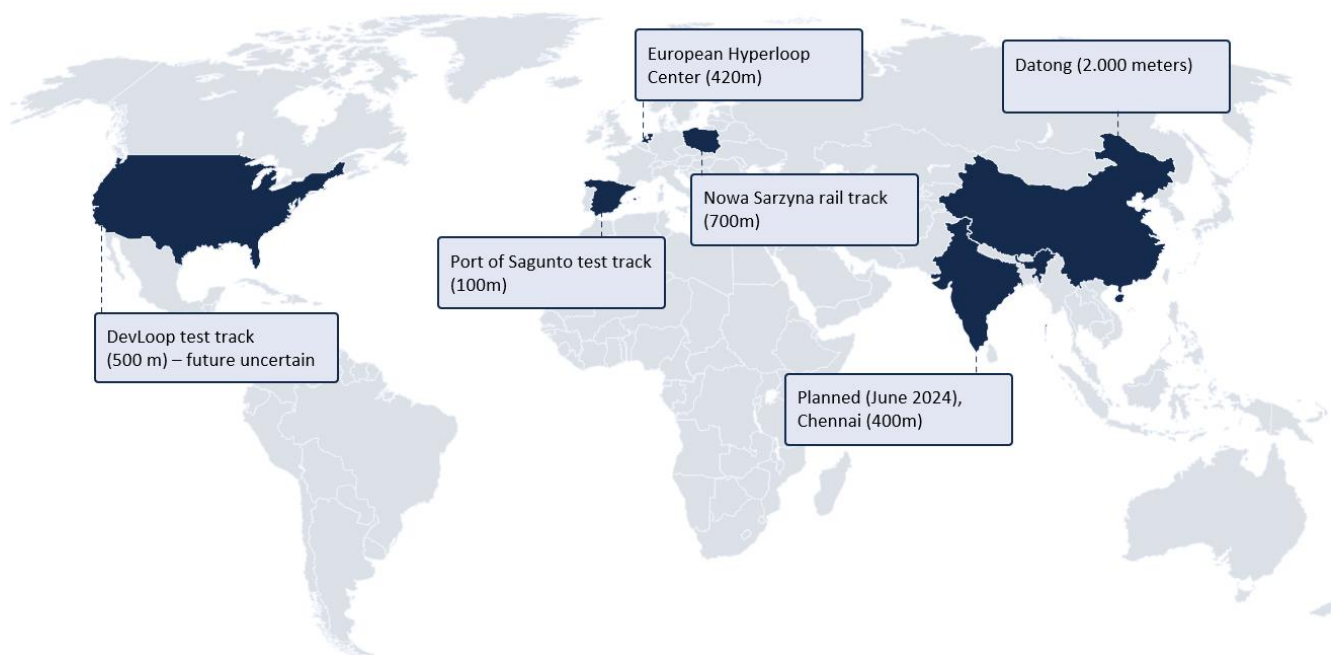 European Hyperloop
Center (420m)
Datong (2.000 meters)
Nowa Sarzyna rail track
(700m)
Port of Sagunto test track
(100m)
DevLoop test track
(500 m) – future uncertain
Planned (June 2024),
Chennai (400m)